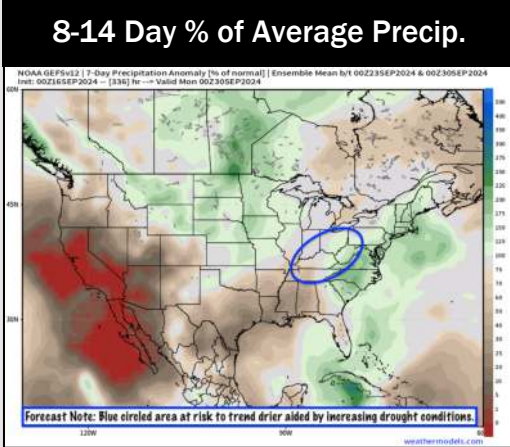 8-14 Day % of Average Precip.
NOAA GEFSv12 | 7-Day Precipitation Anomaly [% of normal] | Ensemble Mean b/t 00Z23SEP2024 & 00Z30SEP2024
Init: 00Z16SEP2024 -- [336] hr --> Valid Mon 00Z30SEP2024
60N
45N
30N
120W
90W
Forecast Note: Blue circled area at risk to trend drier aided by increasing drought conditions.
weathermodels.com